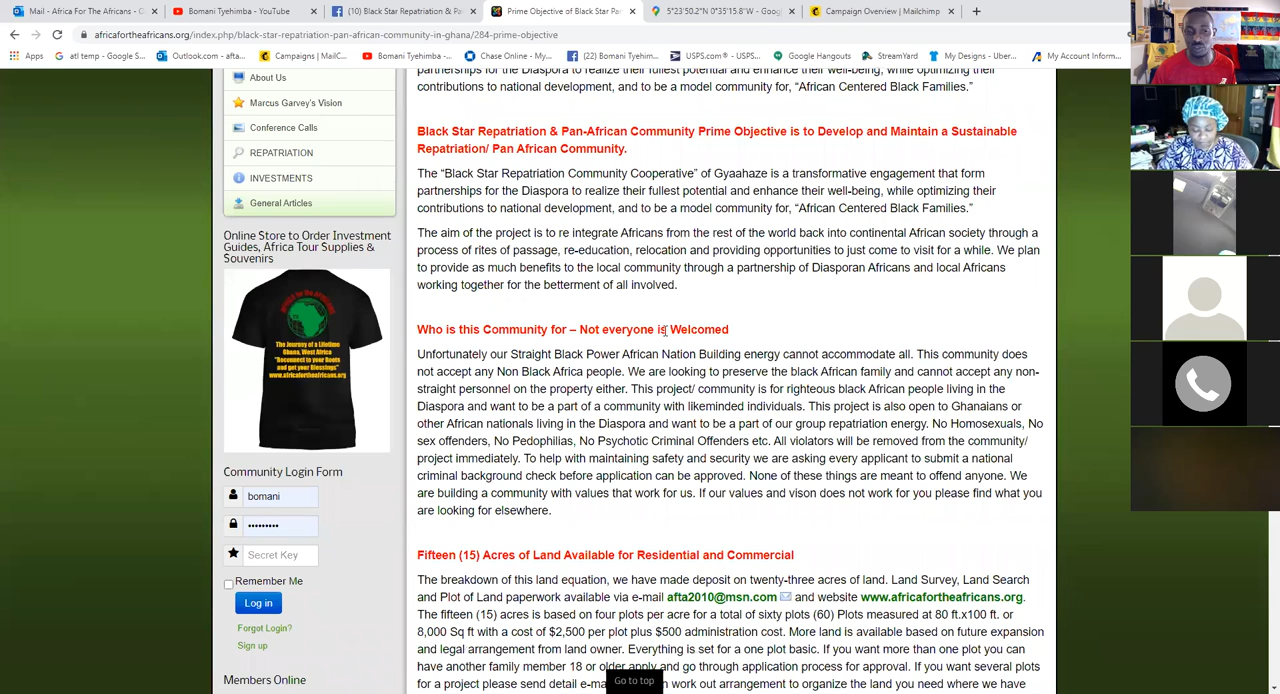 Mail - Africa For The Africans - O
Bomani Tyehimba - YouTube
(10) Black Star Repatriation & Pa
Prime Objective of Black Star Par
5°23'50.2"N 0°35'15.8"W - Goog
Campaign Overview | Mailchimp
africafortheafricans.org/index.php/black-star-repatriation-pan-african-community-in-ghana/284-prime-objective
Apps
atl temp - Google S...
Outlook.com - afta...
Campaigns | MailC...
Bomani Tyehimba -...
Chase Online - My...
(22) Bomani Tyehim...
USPS.com® - USPS...
Google Hangouts
StreamYard
My Designs - Uber...
My Account Inform...
About Us
Marcus Garvey's Vision
Conference Calls
REPATRIATION
INVESTMENTS
General Articles
Online Store to Order Investment
Guides, Africa Tour Supplies &
Souvenirs
The Journey of a Lifetime
Ghana, West Africa
"Reconnect to your Roots
and get your Blessings"
www.africafortheafricans.org
Community Login Form
bomani
•••••••••
Secret Key
Remember Me
Log in
Forgot Login?
Sign up
Members Online
partnerships for the Diaspora to realize their fullest potential and enhance their well-being, while optimizing their
contributions to national development, and to be a model community for, “African Centered Black Families.”
Black Star Repatriation & Pan-African Community Prime Objective is to Develop and Maintain a Sustainable
Repatriation/ Pan African Community.
The “Black Star Repatriation Community Cooperative” of Gyaahaze is a transformative engagement that form
partnerships for the Diaspora to realize their fullest potential and enhance their well-being, while optimizing their
contributions to national development, and to be a model community for, “African Centered Black Families.”
The aim of the project is to re integrate Africans from the rest of the world back into continental African society through a
process of rites of passage, re-education, relocation and providing opportunities to just come to visit for a while. We plan
to provide as much benefits to the local community through a partnership of Diasporan Africans and local Africans
working together for the betterment of all involved.
Who is this Community for – Not everyone is Welcomed
Unfortunately our Straight Black Power African Nation Building energy cannot accommodate all. This community does
not accept any Non Black Africa people. We are looking to preserve the black African family and cannot accept any non-
straight personnel on the property either. This project/ community is for righteous black African people living in the
Diaspora and want to be a part of a community with likeminded individuals. This project is also open to Ghanaians or
other African nationals living in the Diaspora and want to be a part of our group repatriation energy. No Homosexuals, No
sex offenders, No Pedophilias, No Psychotic Criminal Offenders etc. All violators will be removed from the community/
project immediately. To help with maintaining safety and security we are asking every applicant to submit a national
criminal background check before application can be approved. None of these things are meant to offend anyone. We
are building a community with values that work for us. If our values and vison does not work for you please find what you
are looking for elsewhere.
Fifteen (15) Acres of Land Available for Residential and Commercial
The breakdown of this land equation, we have made deposit on twenty-three acres of land. Land Survey, Land Search
and Plot of Land paperwork available via e-mail afta2010@msn.com and website www.africafortheafricans.org.
The fifteen (15) acres is based on four plots per acre for a total of sixty plots (60) Plots measured at 80 ft.x100 ft. or
8,000 Sq ft with a cost of $2,500 per plot plus $500 administration cost. More land is available based on future expansion
and legal arrangement from land owner. Everything is set for a one plot basic. If you want more than one plot you can
have another family member 18 or older apply and go through application process for approval. If you want several plots
for a project please send detail e-ma
n work out arrangement to organize the land you need where we have
Go to top